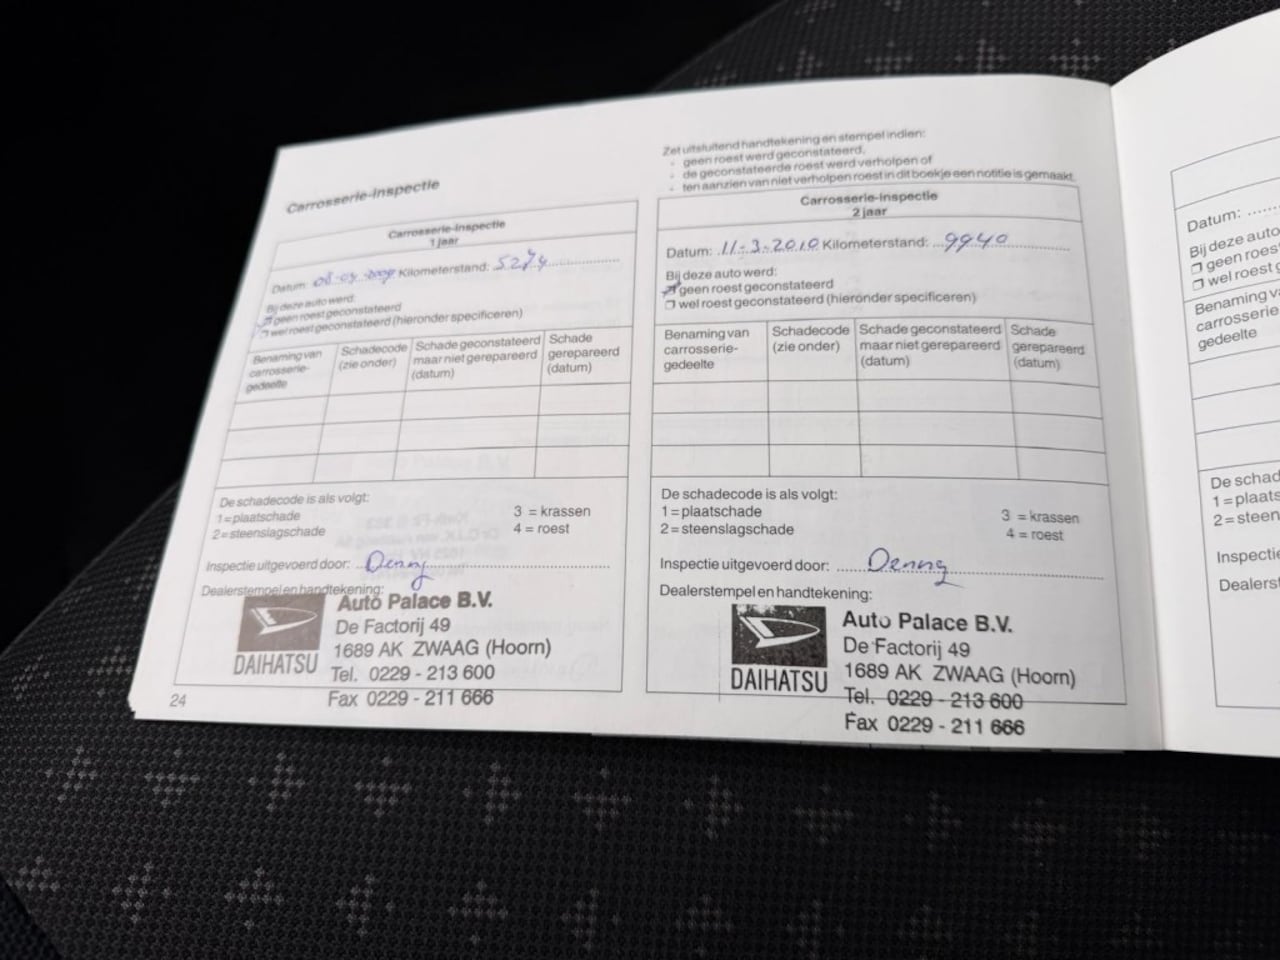 Carrosserie-inspectie
Carrosserie-inspectie
1 jaar
Datum: Kilometerstand: 5274
Bij deze auto werd:
geen roest geconstateerd
wel roest geconstateerd (hieronder specificeren)
Benaming van carrosserie-gedeelte
Schadecode (zie onder)
Schade geconstateerd maar niet gerepareerd (datum)
Schade gerepareerd (datum)
De schadecode is als volgt:
1 = plaatschade
2 = steenslagschade
3 = krassen
4 = roest
Inspectie uitgevoerd door: Denny
Dealerstempel en handtekening:
DAIHATSU
Auto Palace B.V.
De Factorij 49
1689 AK ZWAAG (Hoorn)
Tel. 0229 - 213 600
Fax 0229 - 211 666
24
Zet uitsluitend handtekening en stempel indien:
- geen roest werd geconstateerd.
- de geconstateerde roest werd verholpen of
- ten aanzien van niet verholpen roest in dit boekje een notitie is gemaakt.
Carrosserie-inspectie
2 jaar
Datum: 11-3-2010 Kilometerstand: 9940
Bij deze auto werd:
geen roest geconstateerd
wel roest geconstateerd (hieronder specificeren)
Benaming van carrosserie-gedeelte
Schadecode (zie onder)
Schade geconstateerd maar niet gerepareerd (datum)
Schade gerepareerd (datum)
De schadecode is als volgt:
1 = plaatschade
2 = steenslagschade
3 = krassen
4 = roest
Inspectie uitgevoerd door: Denny
Dealerstempel en handtekening:
DAIHATSU
Auto Palace B.V.
De Factorij 49
1689 AK ZWAAG (Hoorn)
Tel. 0229 - 213 600
Fax 0229 - 211 666
Datum:
Bij deze auto
geen roes
wel roest g
Benaming va
carrosserie
gedeelte
De schad
1 = plaats
2 = steen
Inspectie
Dealerst